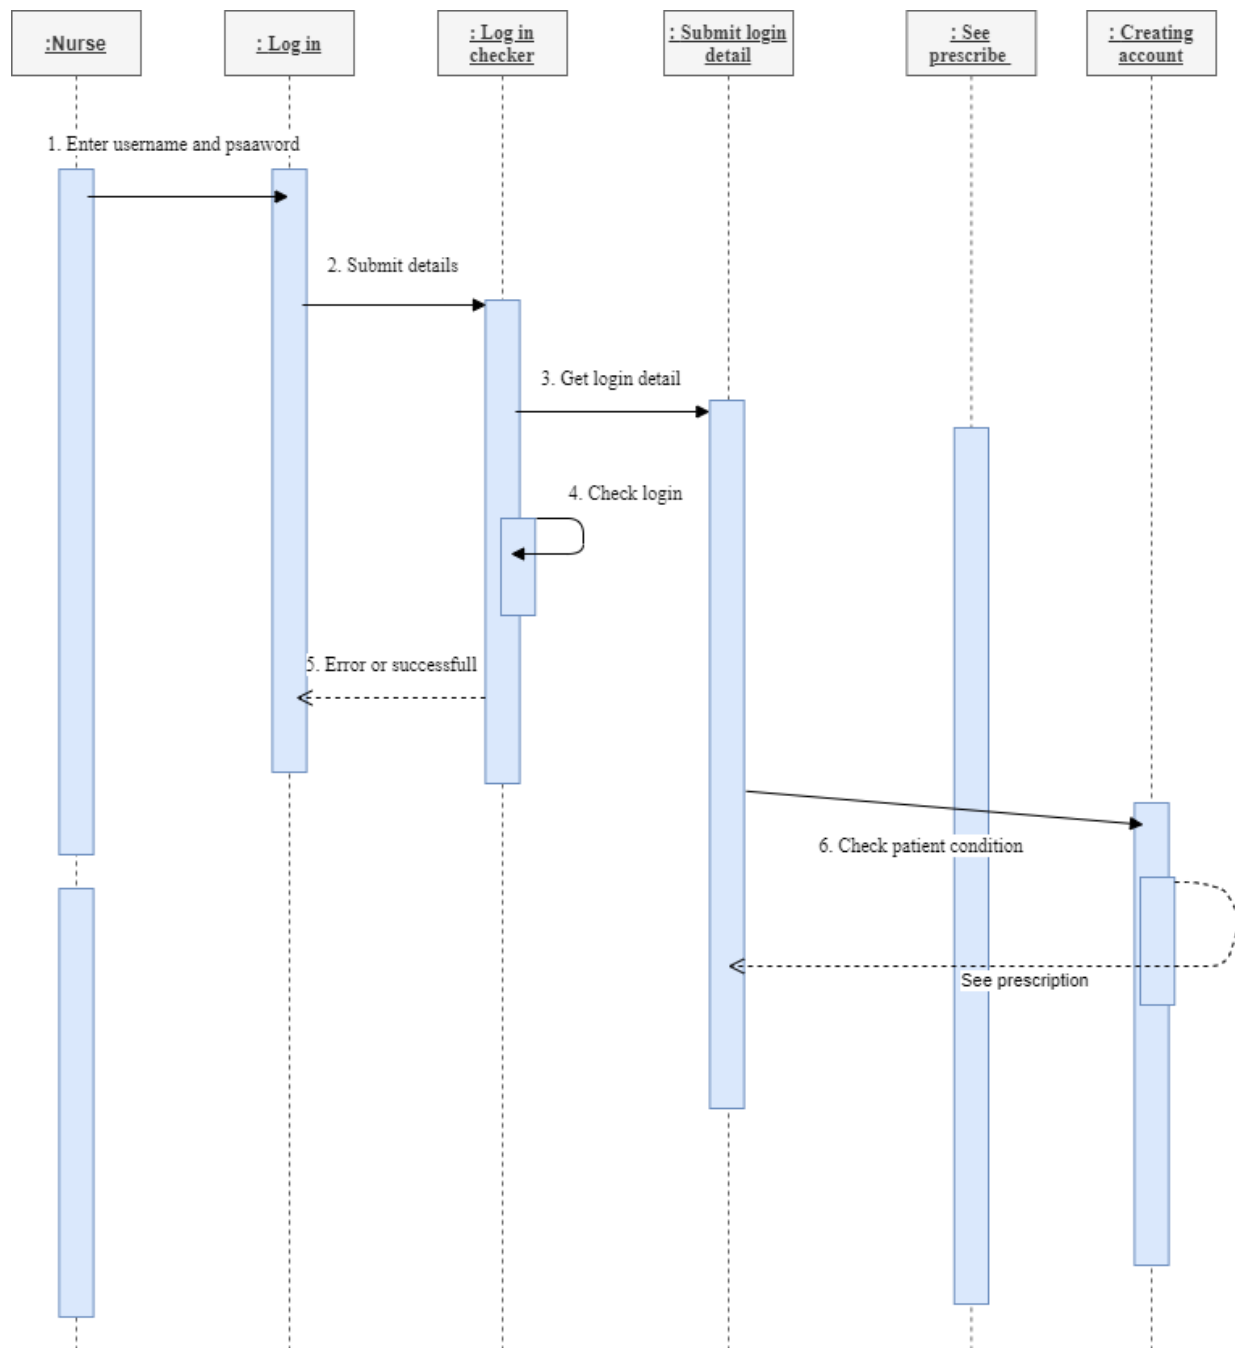 :Nurse
: Log in
: Log in
checker
: Submit login
detail
: See
prescribe
: Creating
account
1. Enter username and psaaword
2. Submit details
3. Get login detail
4. Check login
5. Error or successfull
6. Check patient condition
See prescription